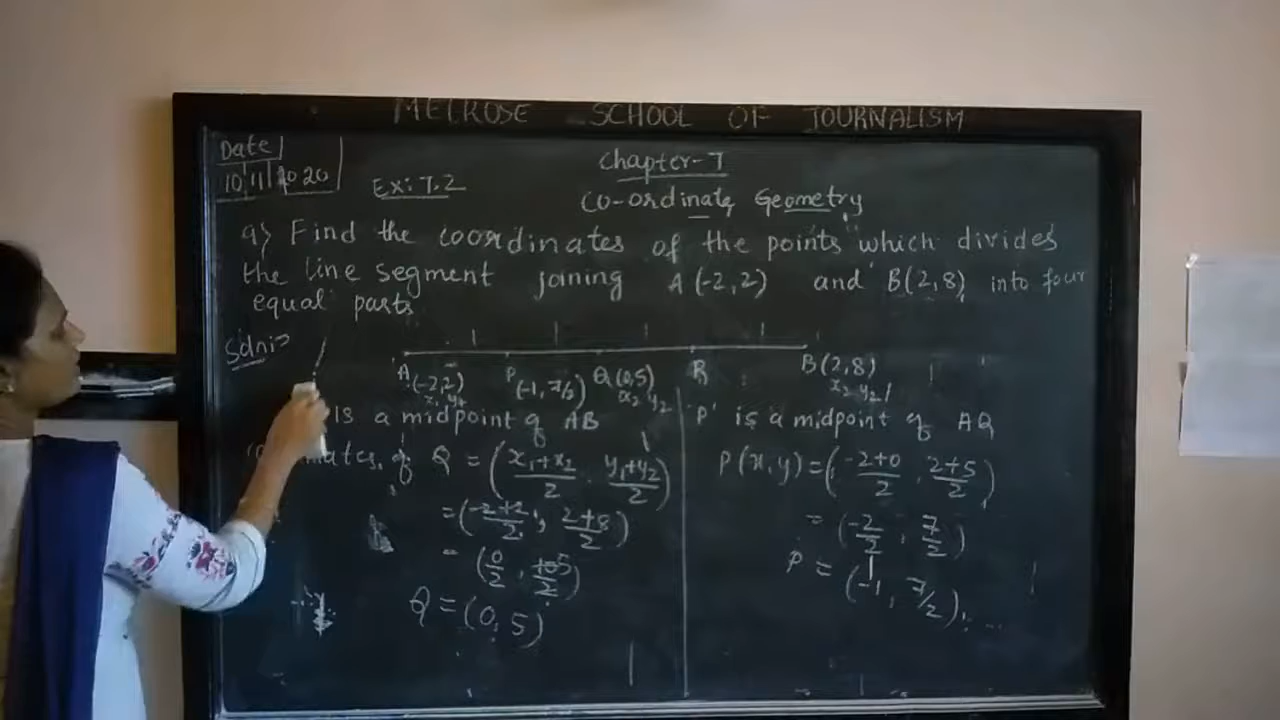 MELROSE SCHOOL OF JOURNALISM
Date
10 11 2020
Chapter-7
Ex: 7.2
Co-ordinate Geometry
9) Find the coordinates of the points which divides
the line segment joining A(-2,2) and B(2,8) into four
equal parts
Soln:-
A(-2,2) P(-1, 7/2) Q(0,5) R B(2,8)
x₁, y₁ x₂ y₂ x₂ y₂
is a midpoint of AB
of Q = (x₁+x₂/2, y₁+y₂/2)
= (-2+2/2, 2+8/2)
= (0/2, 10/2 5)
Q = (0, 5)
'P' is a midpoint of AQ
P(x, y) = (-2+0/2, 2+5/2)
= (-2/2, 7/2)
P = (-1, 7/2)